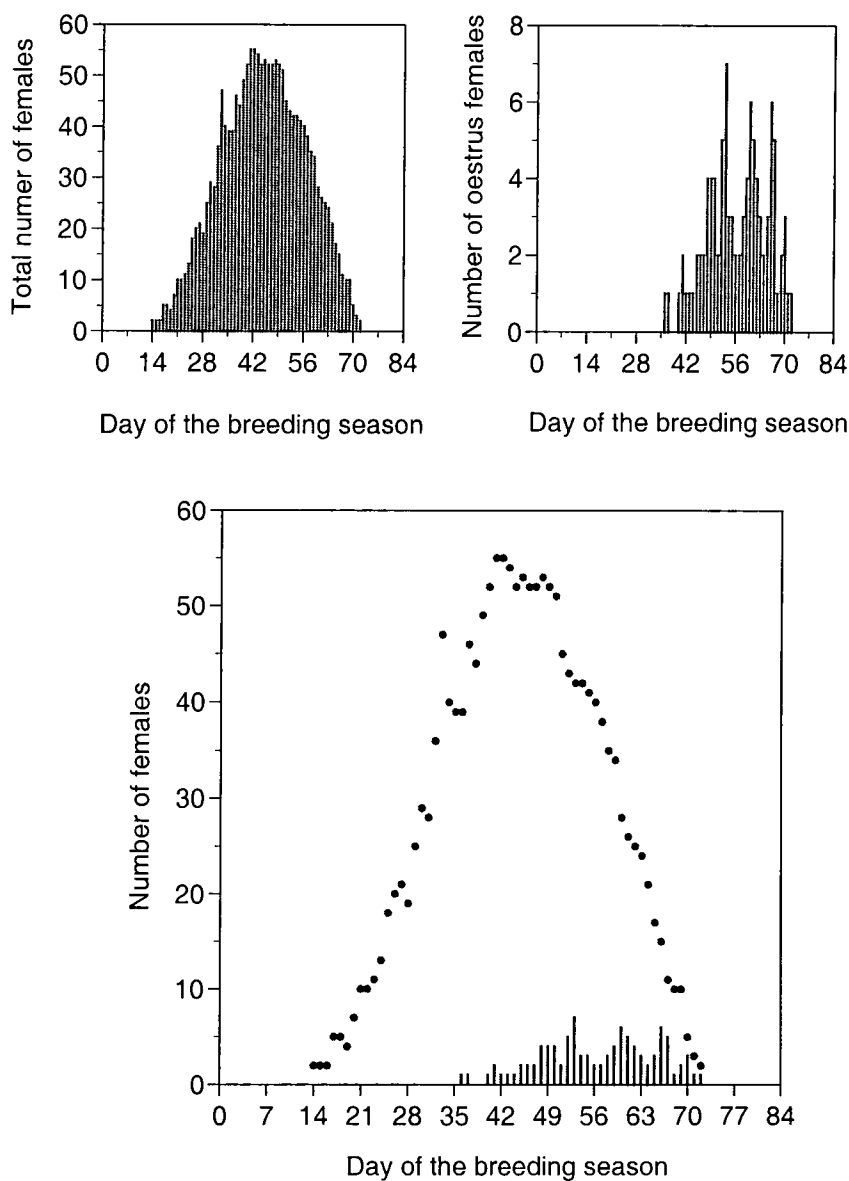 60
50
40
30
20
10
0
Total numer of females
0 14 28 42 56 70 84
Day of the breeding season
8
6
4
2
0
Number of oestrus females
0 14 28 42 56 70 84
Day of the breeding season
60
50
40
30
20
10
0
Number of females
0 7 14 21 28 35 42 49 56 63 70 77 84
Day of the breeding season